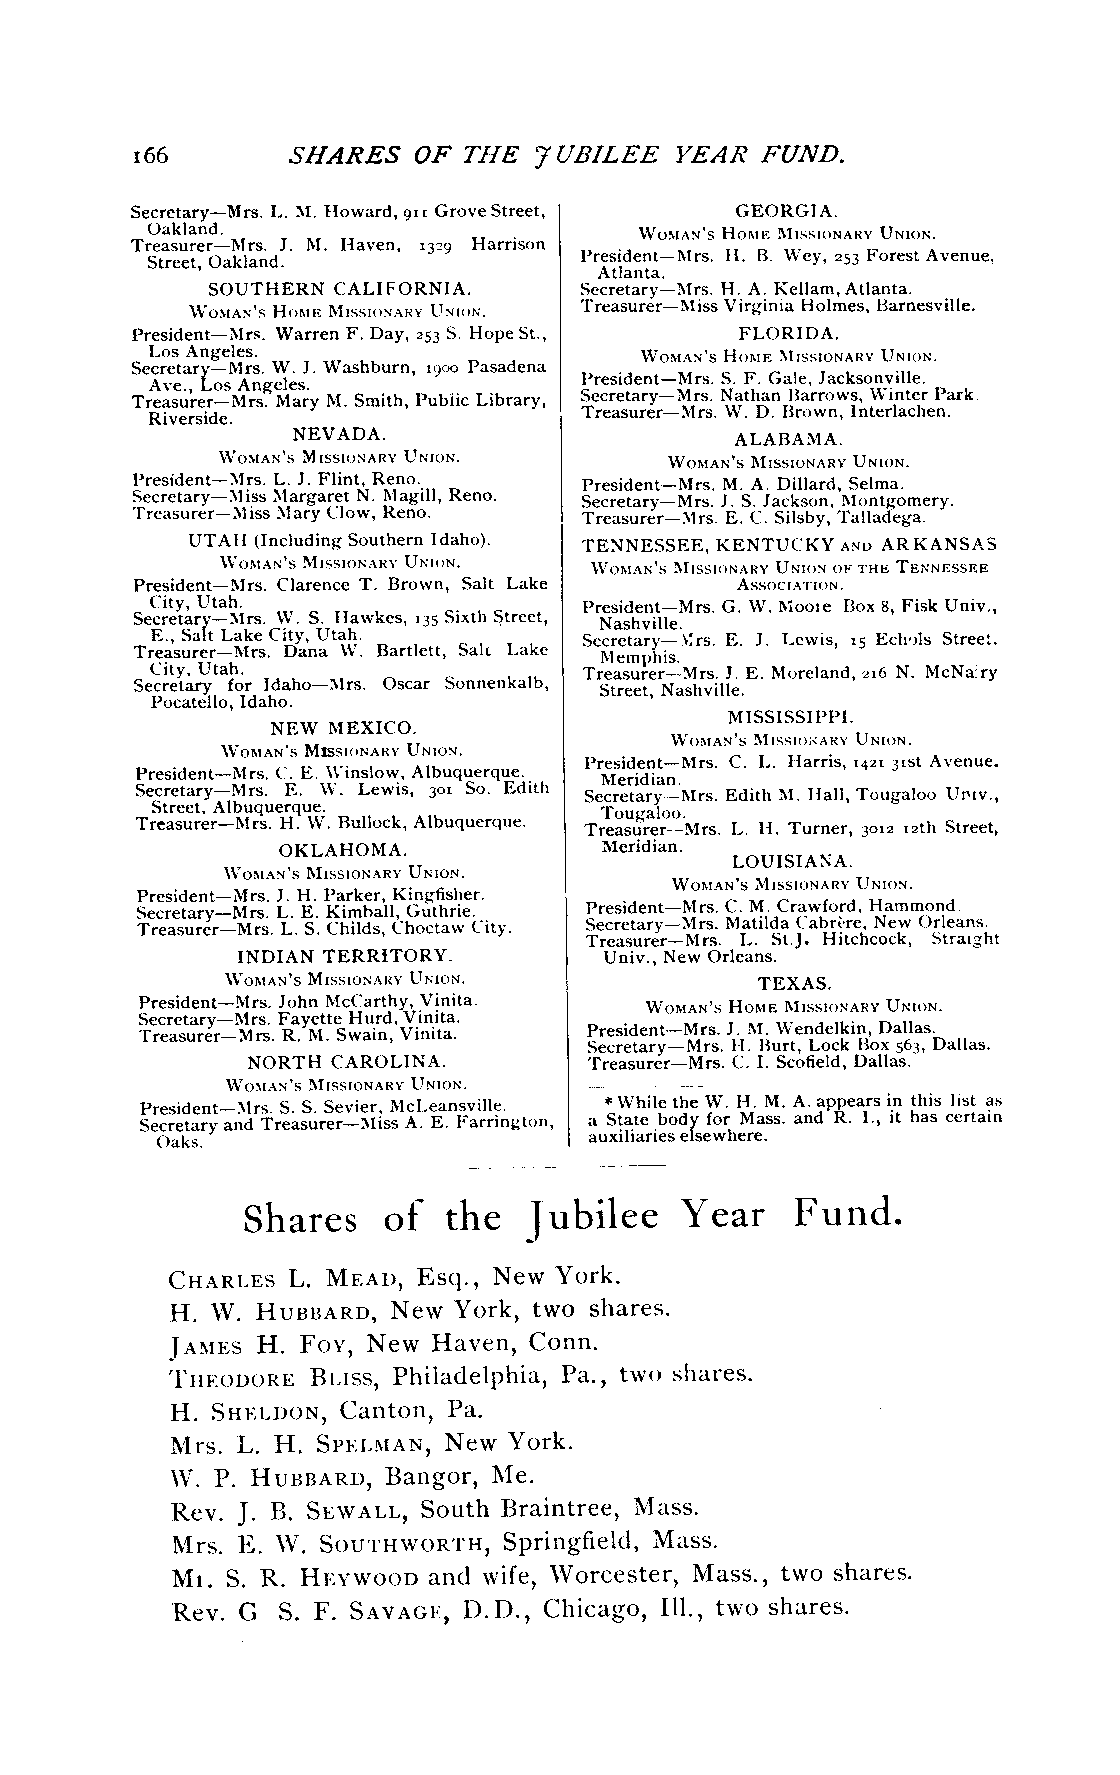 166 SHARES OF THE JUBILEE YEAR FUND.
Secretary—Mrs. L. M. Howard, 911 Grove Street,
Oakland.
Treasurer—Mrs. J. M. Haven, 1329 Harrison
Street, Oakland.
SOUTHERN CALIFORNIA.
WOMAN'S HOME MISSIONARY UNION.
President—Mrs. Warren F. Day, 253 S. Hope St.,
Los Angeles.
Secretary—Mrs. W. J. Washburn, 1900 Pasadena
Ave., Los Angeles.
Treasurer—Mrs. Mary M. Smith, Public Library,
Riverside.
NEVADA.
WOMAN'S MISSIONARY UNION.
President—Mrs. L. J. Flint, Reno.
Secretary—Miss Margaret N. Magill, Reno.
Treasurer—Miss Mary Clow, Reno.
UTAH (Including Southern Idaho).
WOMAN'S MISSIONARY UNION.
President—Mrs. Clarence T. Brown, Salt Lake
City, Utah.
Secretary—Mrs. W. S. Hawkes, 135 Sixth Street,
E., Salt Lake City, Utah.
Treasurer—Mrs. Dana W. Bartlett, Salt Lake
City, Utah.
Secretary for Idaho—Mrs. Oscar Sonnenkalb,
Pocatello, Idaho.
NEW MEXICO.
WOMAN'S MISSIONARY UNION.
President—Mrs. C. E. Winslow, Albuquerque.
Secretary—Mrs. E. W. Lewis, 301 So. Edith
Street, Albuquerque.
Treasurer—Mrs. H. W. Bullock, Albuquerque.
OKLAHOMA.
WOMAN'S MISSIONARY UNION.
President—Mrs. J. H. Parker, Kingfisher.
Secretary—Mrs. L. E. Kimball, Guthrie.
Treasurer—Mrs. L. S. Childs, Choctaw City.
INDIAN TERRITORY.
WOMAN'S MISSIONARY UNION.
President—Mrs. John McCarthy, Vinita.
Secretary—Mrs. Fayette Hurd, Vinita.
Treasurer—Mrs. R. M. Swain, Vinita.
NORTH CAROLINA.
WOMAN'S MISSIONARY UNION.
President—Mrs. S. S. Sevier, McLeansville.
Secretary and Treasurer—Miss A. E. Farrington,
Oaks.
GEORGIA.
WOMAN'S HOME MISSIONARY UNION.
President—Mrs. H. B. Wey, 253 Forest Avenue,
Atlanta.
Secretary—Mrs. H. A. Kellam, Atlanta.
Treasurer—Miss Virginia Holmes, Barnesville.
FLORIDA.
WOMAN'S HOME MISSIONARY UNION.
President—Mrs. S. F. Gale, Jacksonville.
Secretary—Mrs. Nathan Barrows, Winter Park.
Treasurer—Mrs. W. D. Brown, Interlachen.
ALABAMA.
WOMAN'S MISSIONARY UNION.
President—Mrs. M. A. Dillard, Selma.
Secretary—Mrs. J. S. Jackson, Montgomery.
Treasurer—Mrs. E. C. Silsby, Talladega.
TENNESSEE, KENTUCKY AND ARKANSAS
WOMAN'S MISSIONARY UNION OF THE TENNESSEE
ASSOCIATION.
President—Mrs. G. W. Moore Box 8, Fisk Univ.,
Nashville.
Secretary—Mrs. E. J. Lewis, 15 Echols Street.
Memphis.
Treasurer—Mrs. J. E. Moreland, 216 N. McNairy
Street, Nashville.
MISSISSIPPI.
WOMAN'S MISSIONARY UNION.
President—Mrs. C. L. Harris, 1421 31st Avenue.
Meridian.
Secretary—Mrs. Edith M. Hall, Tougaloo Univ.,
Tougaloo.
Treasurer—Mrs. L. H. Turner, 3012 12th Street,
Meridian.
LOUISIANA.
WOMAN'S MISSIONARY UNION.
President—Mrs. C. M. Crawford, Hammond.
Secretary—Mrs. Matilda Cabrère, New Orleans.
Treasurer—Mrs. L. St.J. Hitchcock, Straight
Univ., New Orleans.
TEXAS.
WOMAN'S HOME MISSIONARY UNION.
President—Mrs. J. M. Wendelkin, Dallas.
Secretary—Mrs. H. Burt, Lock Box 563, Dallas.
Treasurer—Mrs. C. I. Scofield, Dallas.
* While the W. H. M. A. appears in this list as
a State body for Mass. and R. I., it has certain
auxiliaries elsewhere.
Shares of the Jubilee Year Fund.
CHARLES L. MEAD, Esq., New York.
H. W. HUBBARD, New York, two shares.
JAMES H. FOY, New Haven, Conn.
THEODORE BLISS, Philadelphia, Pa., two shares.
H. SHELDON, Canton, Pa.
Mrs. L. H. SPELMAN, New York.
W. P. HUBBARD, Bangor, Me.
Rev. J. B. SEWALL, South Braintree, Mass.
Mrs. E. W. SOUTHWORTH, Springfield, Mass.
Mr. S. R. HEYWOOD and wife, Worcester, Mass., two shares.
Rev. G S. F. SAVAGE, D.D., Chicago, Ill., two shares.